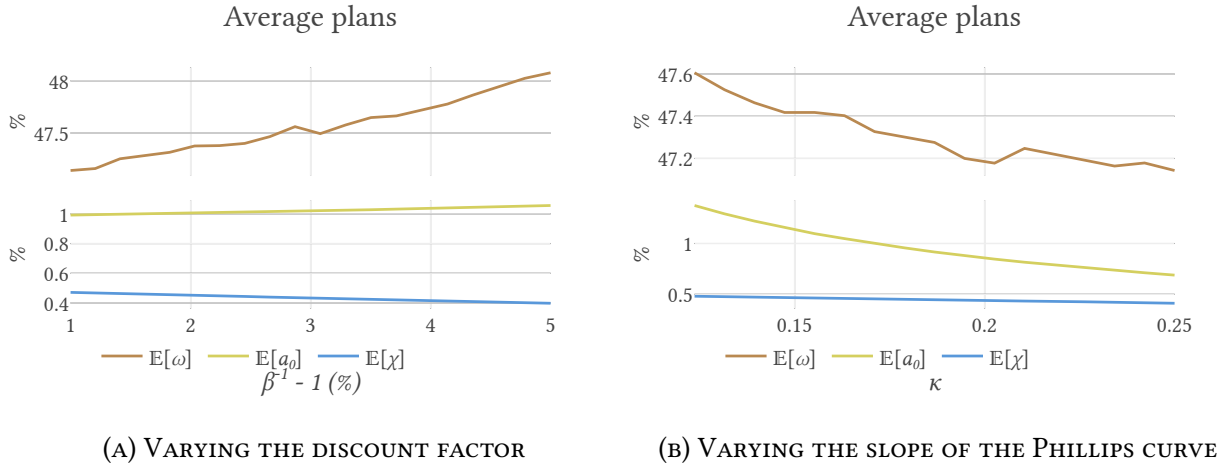 Average plans
48
47.5
%
1
0.8
0.6
0.4
%
1 2 3 4 5
𝔼[ω] 𝔼[a₀] 𝔼[χ]
β⁻¹ - 1 (%)
(A) Varying the discount factor
Average plans
47.6
47.4
47.2
%
1
0.5
%
0.15 0.2 0.25
𝔼[ω] 𝔼[a₀] 𝔼[χ]
κ
(B) Varying the slope of the Phillips curve